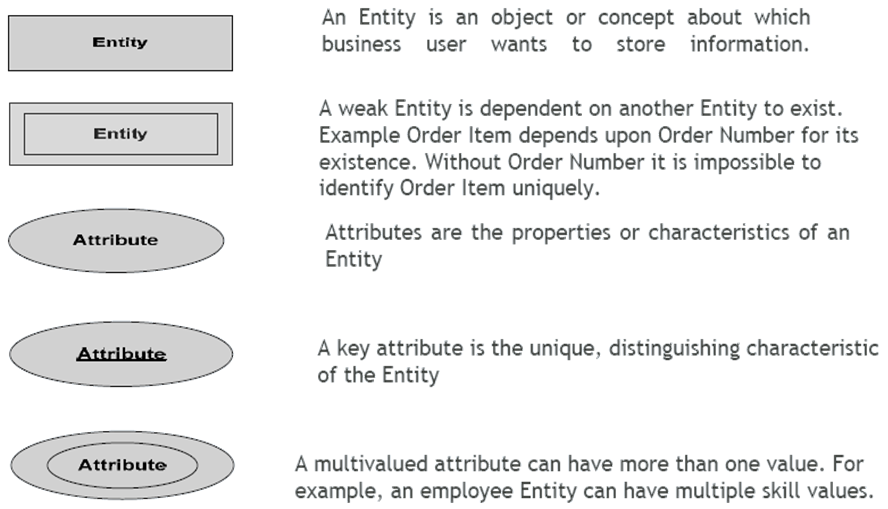 Entity
An Entity is an object or concept about which
business user wants to store information.
Entity
A weak Entity is dependent on another Entity to exist.
Example Order Item depends upon Order Number for its
existence. Without Order Number it is impossible to
identify Order Item uniquely.
Attribute
Attributes are the properties or characteristics of an
Entity
Attribute
A key attribute is the unique, distinguishing characteristic
of the Entity
Attribute
A multivalued attribute can have more than one value. For
example, an employee Entity can have multiple skill values.